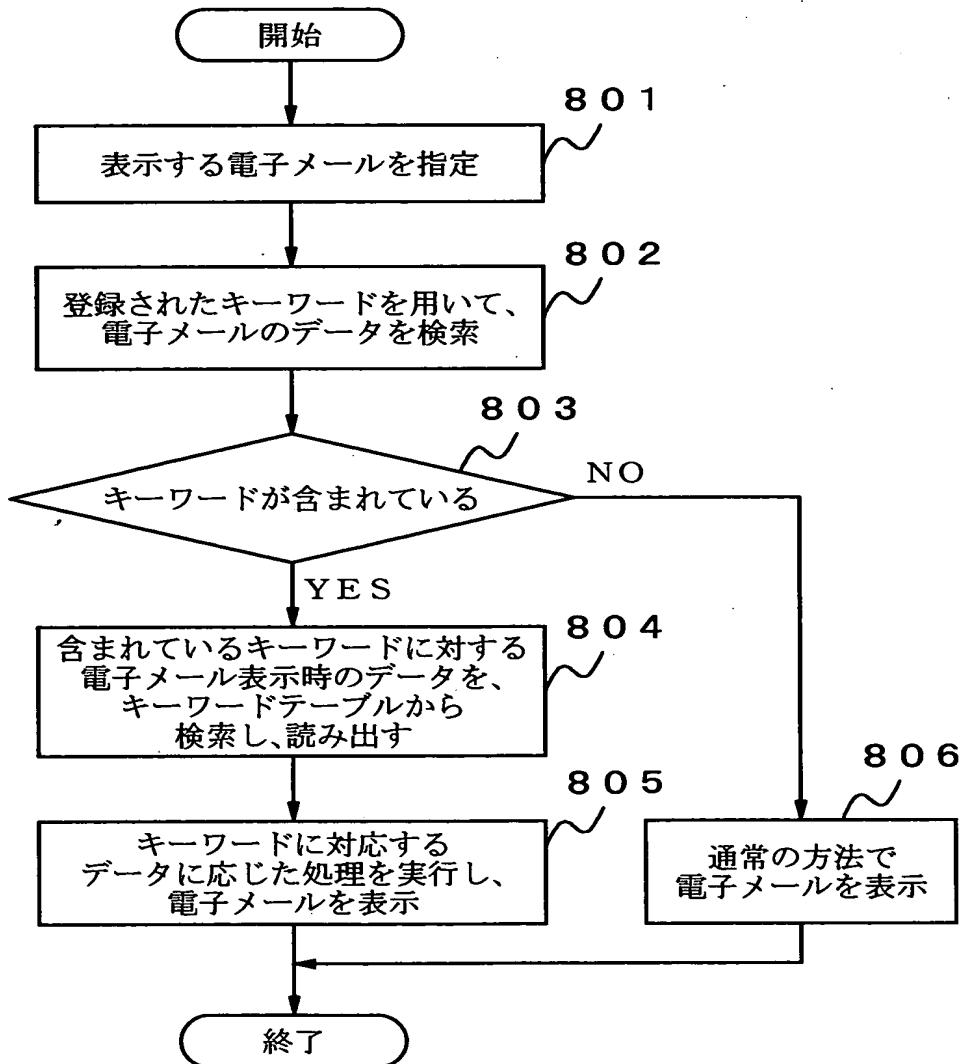 開始
801
表示する電子メールを指定
802
登録されたキーワードを用いて、
電子メールのデータを検索
803
キーワードが含まれている
NO
YES
804
含まれているキーワードに対する
電子メール表示時のデータを、
キーワードテーブルから
検索し、読み出す
805
キーワードに対応する
データに応じた処理を実行し、
電子メールを表示
806
通常の方法で
電子メールを表示
終了